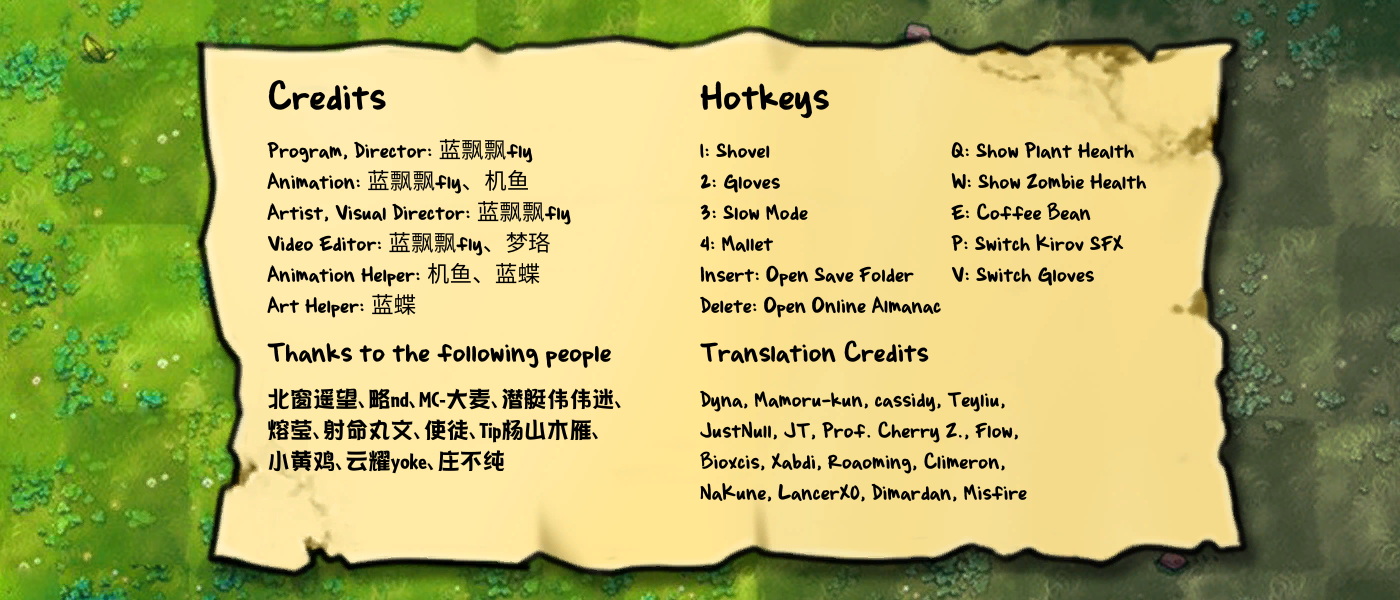 Credits
Program, Director: 蓝飘飘fly
Animation: 蓝飘飘fly、机鱼
Artist, Visual Director: 蓝飘飘fly
Video Editor: 蓝飘飘fly、梦珞
Animation Helper: 机鱼、蓝蝶
Art Helper: 蓝蝶
Thanks to the following people
北窗遥望、略nd、MC-大麦、潜艇伟伟迷、
熔莹、射命丸文、使徒、Tip杨山木雁、
小黄鸡、云耀yoke、庄不纯
Hotkeys
1: Shovel
2: Gloves
3: Slow Mode
4: Mallet
Insert: Open Save Folder
Delete: Open Online Almanac
Q: Show Plant Health
W: Show Zombie Health
E: Coffee Bean
P: Switch Kirov SFX
V: Switch Gloves
Translation Credits
Dyna, Mamoru-kun, cassidy, Teyliu,
JustNull, JT, Prof. Cherry Z., Flow,
Bioxcis, Xabdi, Roaoming, Climeron,
NaKune, LancerXO, Dimardan, Misfire